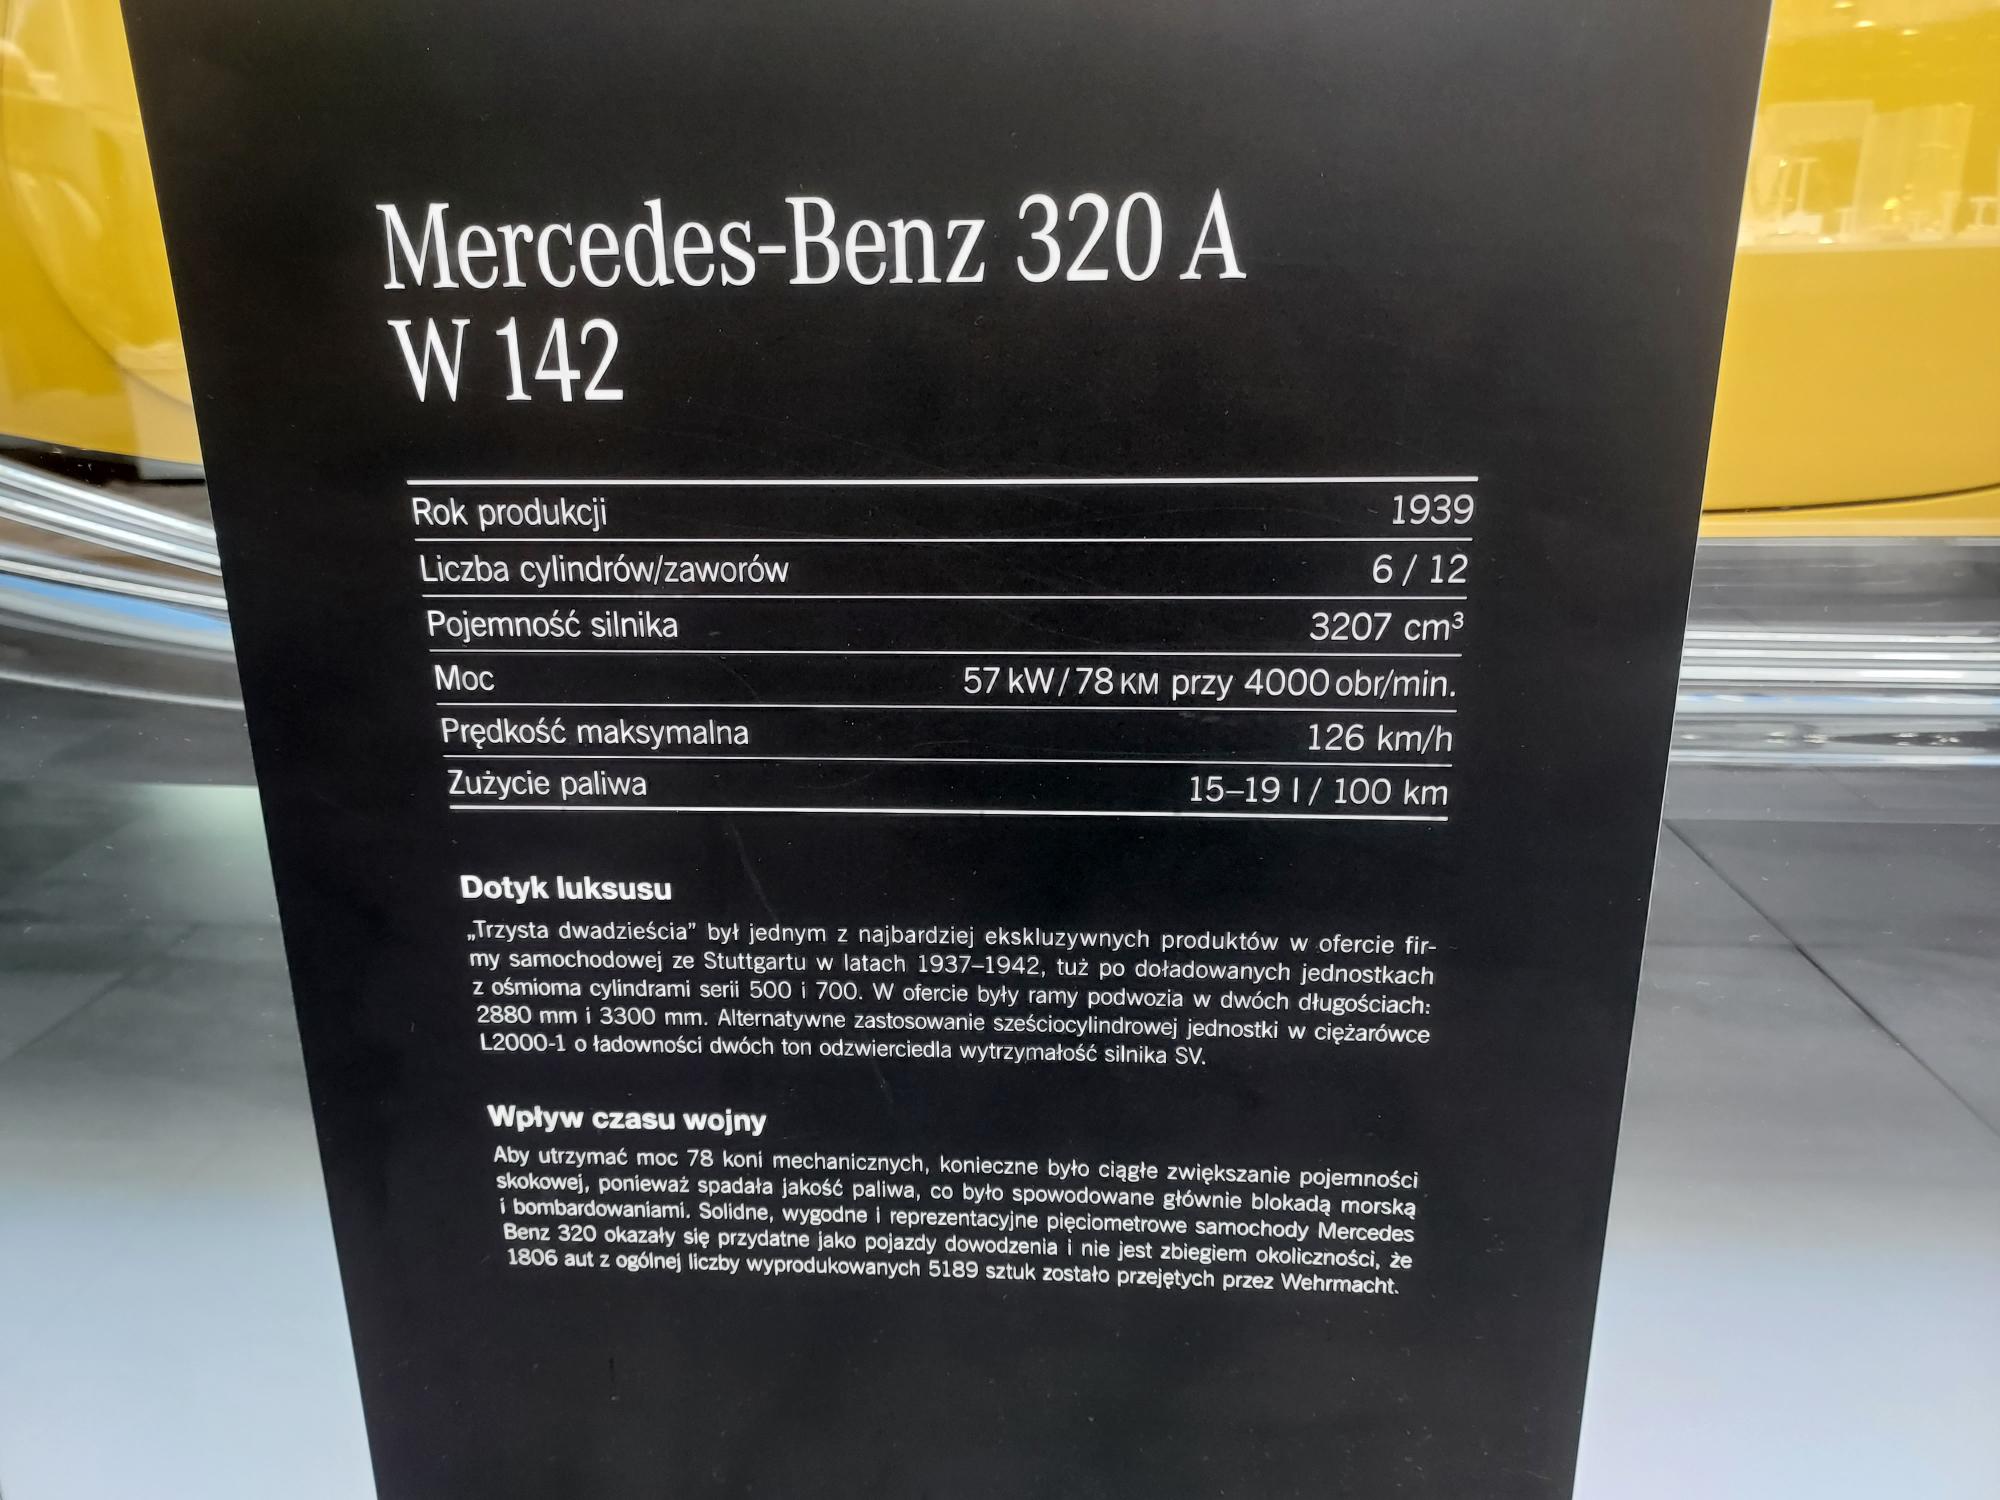 Mercedes-Benz 320 A
W 142
Rok produkcji 1939
Liczba cylindrów/zaworów 6 / 12
Pojemność silnika 3207 cm³
Moc 57 kW / 78 KM przy 4000 obr/min.
Prędkość maksymalna 126 km/h
Zużycie paliwa 15–19 l / 100 km
Dotyk luksusu
„Trzysta dwadzieścia” był jednym z najbardziej ekskluzywnych produktów w ofercie fir-
my samochodowej ze Stuttgartu w latach 1937–1942, tuż po doładowanych jednostkach
z ośmioma cylindrami serii 500 i 700. W ofercie były ramy podwozia w dwóch długościach:
2880 mm i 3300 mm. Alternatywne zastosowanie sześciocylindrowej jednostki w ciężarówce
L2000-1 o ładowności dwóch ton odzwierciedla wytrzymałość silnika SV.
Wpływ czasu wojny
Aby utrzymać moc 78 koni mechanicznych, konieczne było ciągłe zwiększanie pojemności
skokowej, ponieważ spadała jakość paliwa, co było spowodowane głównie blokadą morską
i bombardowaniami. Solidne, wygodne i reprezentacyjne pięciometrowe samochody Mercedes
Benz 320 okazały się przydatne jako pojazdy dowodzenia i nie jest zbiegiem okoliczności, że
1806 aut z ogólnej liczby wyprodukowanych 5189 sztuk zostało przejętych przez Wehrmacht.